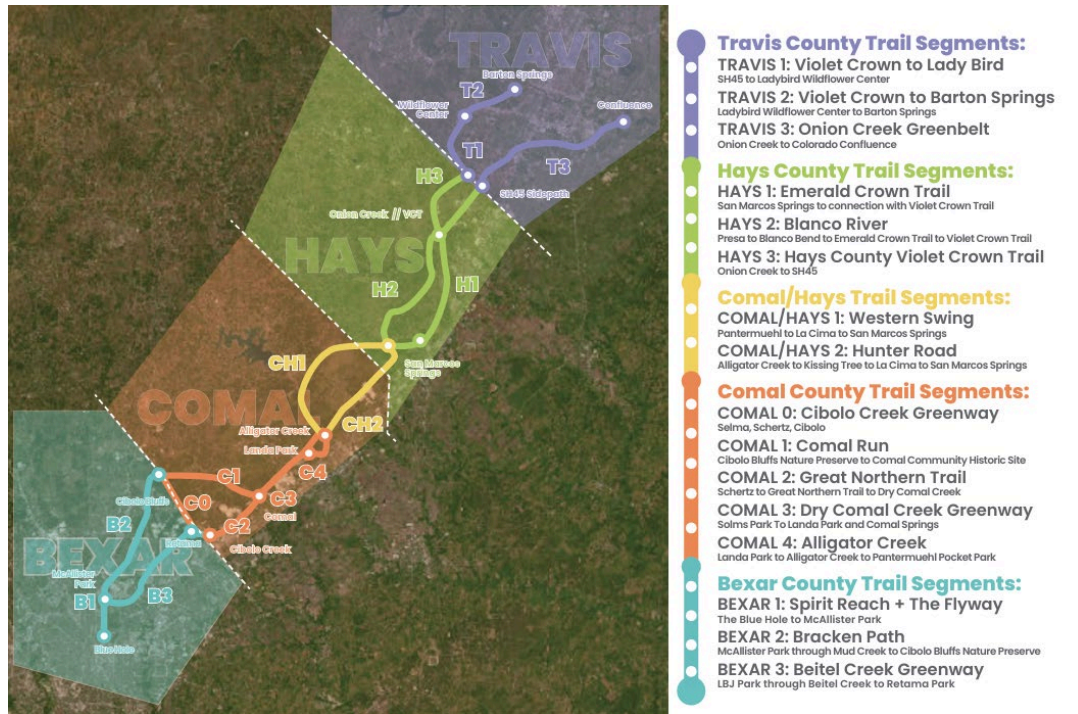 TRAVIS
Barton Springs
T2
Wildflower
Center
Confluence
T1
T3
H3
SH45 Sidepath
Onion Creek // VCT
HAYS
H2
H1
CH1
San Marcos
Springs
COMAL
CH2
Alligator Creek
Landa Park
C4
C1
Cibolo Bluffs
C0
C3
Comal
C2
B2
Retama
Cibolo Creek
BEXAR
McAllister
Park
B1
B3
Blue Hole
Travis County Trail Segments:
TRAVIS 1: Violet Crown to Lady Bird
SH45 to Ladybird Wildflower Center
TRAVIS 2: Violet Crown to Barton Springs
Ladybird Wildflower Center to Barton Springs
TRAVIS 3: Onion Creek Greenbelt
Onion Creek to Colorado Confluence
Hays County Trail Segments:
HAYS 1: Emerald Crown Trail
San Marcos Springs to connection with Violet Crown Trail
HAYS 2: Blanco River
Presa to Blanco Bend to Emerald Crown Trail to Violet Crown Trail
HAYS 3: Hays County Violet Crown Trail
Onion Creek to SH45
Comal/Hays Trail Segments:
COMAL/HAYS 1: Western Swing
Pantermuehl to La Cima to San Marcos Springs
COMAL/HAYS 2: Hunter Road
Alligator Creek to Kissing Tree to La Cima to San Marcos Springs
Comal County Trail Segments:
COMAL 0: Cibolo Creek Greenway
Selma, Schertz, Cibolo
COMAL 1: Comal Run
Cibolo Bluffs Nature Preserve to Comal Community Historic Site
COMAL 2: Great Northern Trail
Schertz to Great Northern Trail to Dry Comal Creek
COMAL 3: Dry Comal Creek Greenway
Solms Park To Landa Park and Comal Springs
COMAL 4: Alligator Creek
Landa Park to Alligator Creek to Pantermuehl Pocket Park
Bexar County Trail Segments:
BEXAR 1: Spirit Reach + The Flyway
The Blue Hole to McAllister Park
BEXAR 2: Bracken Path
McAllister Park through Mud Creek to Cibolo Bluffs Nature Preserve
BEXAR 3: Beitel Creek Greenway
LBJ Park through Beitel Creek to Retama Park